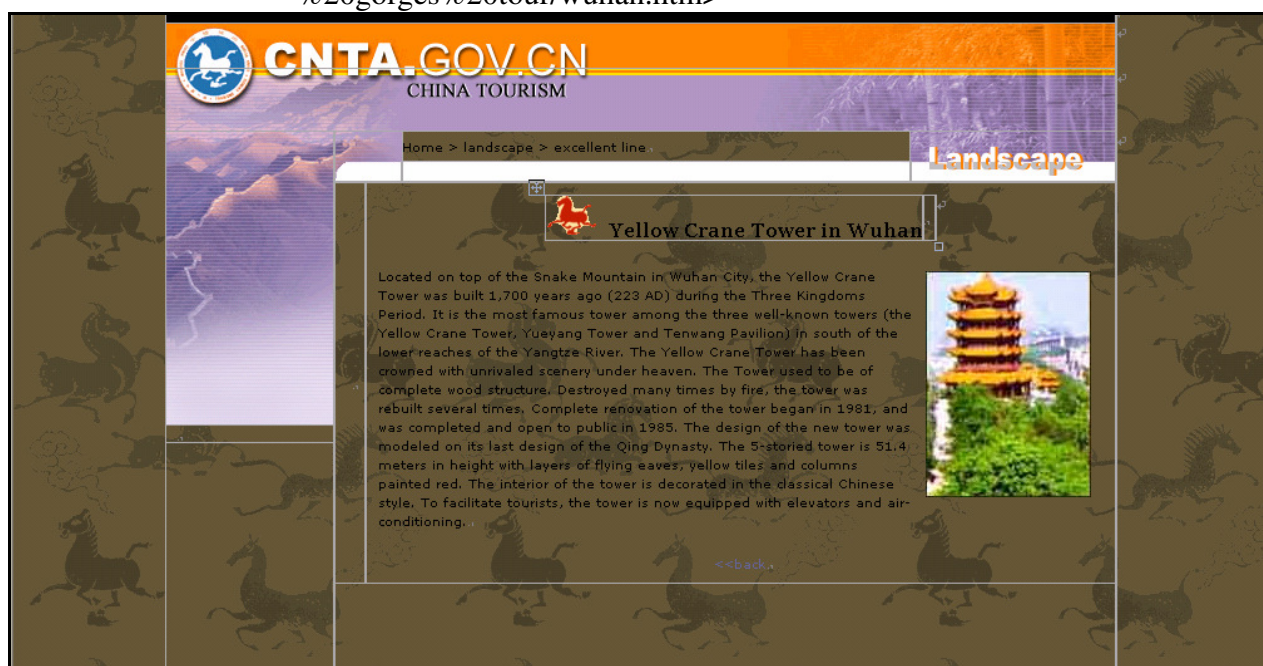 %20gorges%20tour/wuhan.htm>
CNTA.GOV.CN
CHINA TOURISM
Home > landscape > excellent line
Landscape
Yellow Crane Tower in Wuhan
Located on top of the Snake Mountain in Wuhan City, the Yellow Crane
Tower was built 1,700 years ago (223 AD) during the Three Kingdoms
Period. It is the most famous tower among the three well-known towers (the
Yellow Crane Tower, Yueyang Tower and Tenwang Pavilion) in south of the
lower reaches of the Yangtze River. The Yellow Crane Tower has been
crowned with unrivaled scenery under heaven. The Tower used to be of
complete wood structure. Destroyed many times by fire, the tower was
rebuilt several times. Complete renovation of the tower began in 1981, and
was completed and open to public in 1985. The design of the new tower was
modeled on its last design of the Qing Dynasty. The 5-storied tower is 51.4
meters in height with layers of flying eaves, yellow tiles and columns
painted red. The interior of the tower is decorated in the classical Chinese
style. To facilitate tourists, the tower is now equipped with elevators and air-
conditioning.
<<back